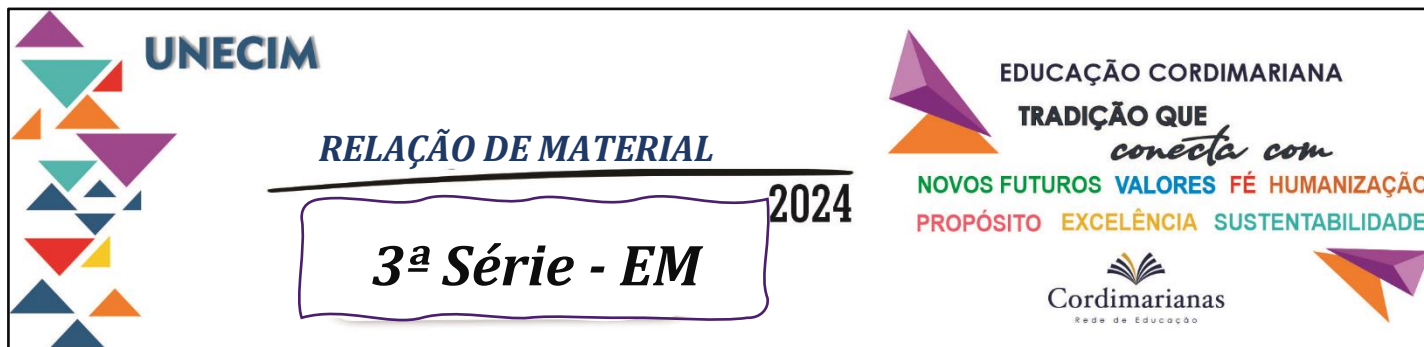 UNECIM
RELAÇÃO DE MATERIAL
2024
3ª Série - EM
EDUCAÇÃO CORDIMARIANA
TRADIÇÃO QUE
conecta com
NOVOS FUTUROS VALORES FÉ HUMANIZAÇÃO
PROPÓSITO EXCELÊNCIA SUSTENTABILIDADE
Cordimarianas
Rede de Educação